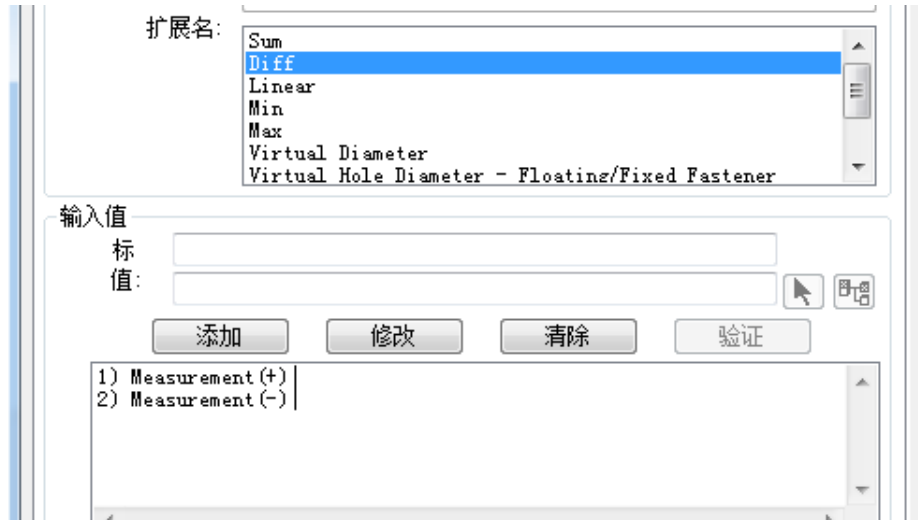 扩展名:
Sum
Diff
Linear
Min
Max
Virtual Diameter
Virtual Hole Diameter - Floating/Fixed Fastener
输入值
标
值:
添加
修改
清除
验证
1) Measurement(+)
2) Measurement(-)